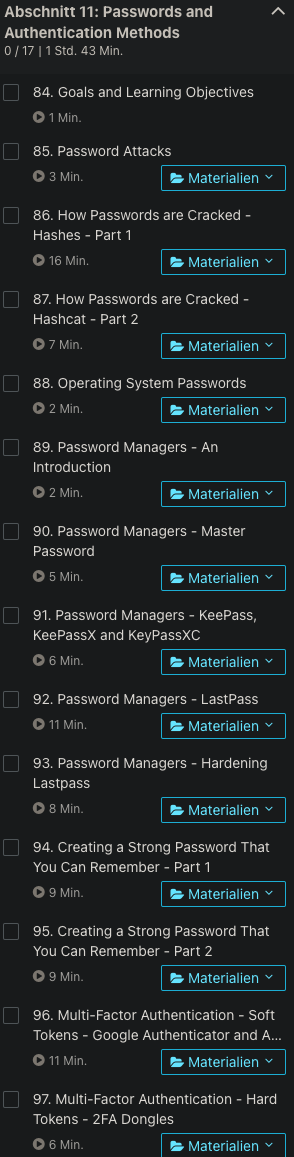 Abschnitt 11: Passwords and
Authentication Methods
0 / 17 | 1 Std. 43 Min.
84. Goals and Learning Objectives
1 Min.
85. Password Attacks
3 Min.
Materialien
86. How Passwords are Cracked -
Hashes - Part 1
16 Min.
Materialien
87. How Passwords are Cracked -
Hashcat - Part 2
7 Min.
Materialien
88. Operating System Passwords
2 Min.
Materialien
89. Password Managers - An
Introduction
2 Min.
Materialien
90. Password Managers - Master
Password
5 Min.
Materialien
91. Password Managers - KeePass,
KeePassX and KeyPassXC
6 Min.
Materialien
92. Password Managers - LastPass
11 Min.
Materialien
93. Password Managers - Hardening
Lastpass
8 Min.
Materialien
94. Creating a Strong Password That
You Can Remember - Part 1
9 Min.
Materialien
95. Creating a Strong Password That
You Can Remember - Part 2
9 Min.
Materialien
96. Multi-Factor Authentication - Soft
Tokens - Google Authenticator and A...
11 Min.
Materialien
97. Multi-Factor Authentication - Hard
Tokens - 2FA Dongles
6 Min.
Materialien